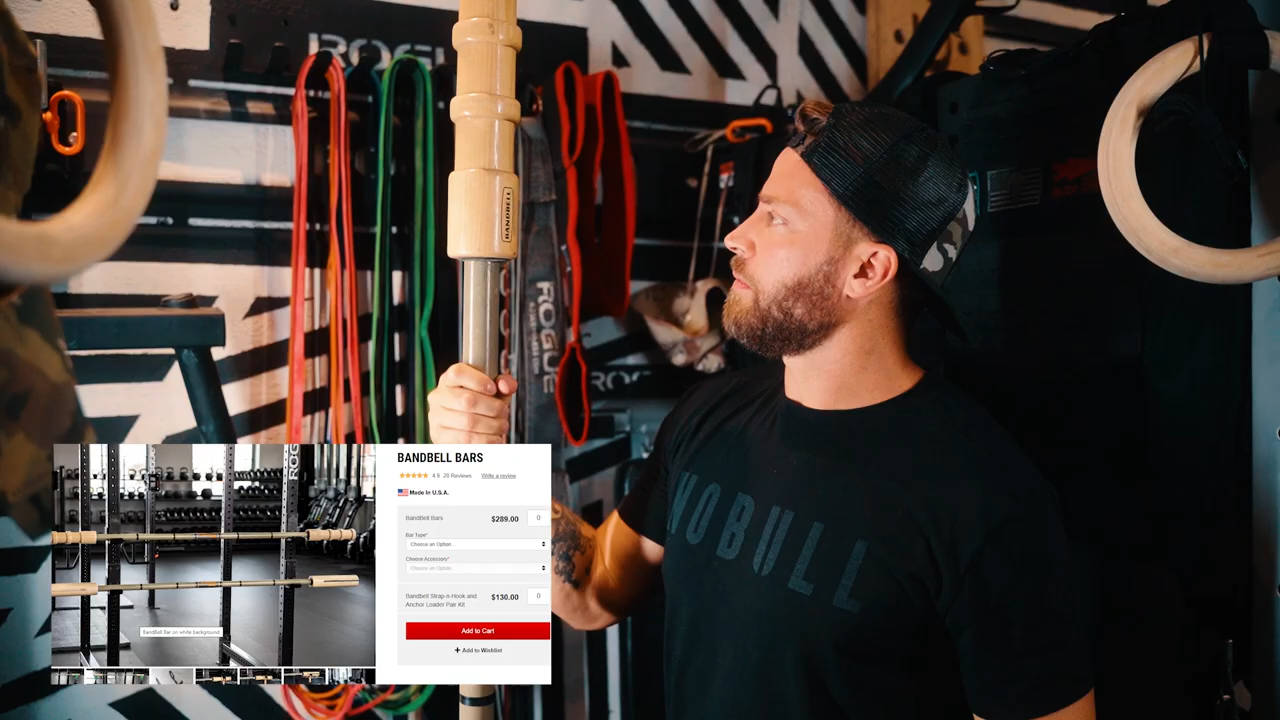 ROGUE
BANDBELL
ROGUE
ROG
NOBULL
ROG
BANDBELL BARS
4.9 20 Reviews Write a review
Made In U.S.A.
BandBell Bars $289.00 0
Bar Type*
Choose an Option...
Choose Accessory*
Choose an Option...
Bandbell Strap-n-Hook and $130.00 0
Anchor Loader Pair Kit
BandBell Bar on white background
Add to Cart
Add to Wishlist